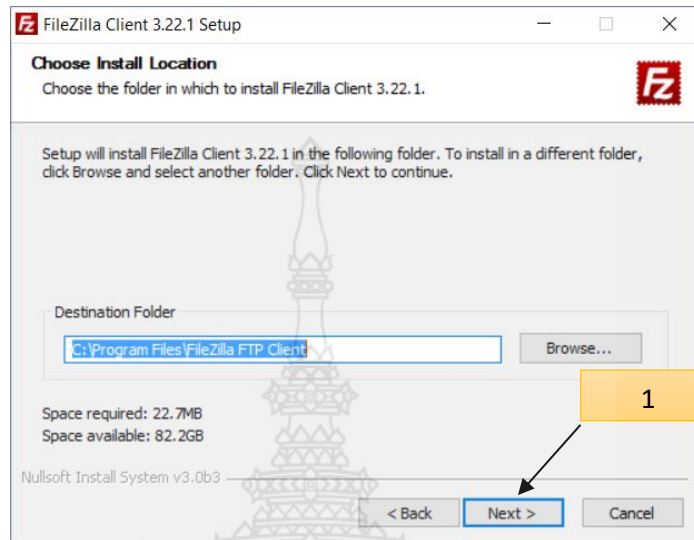 FileZilla Client 3.22.1 Setup
Choose Install Location
Choose the folder in which to install FileZilla Client 3.22.1.
Fz
Setup will install FileZilla Client 3.22.1 in the following folder. To install in a different folder,
click Browse and select another folder. Click Next to continue.
Destination Folder
C:\Program Files\FileZilla FTP Client
Browse...
1
Space required: 22.7MB
Space available: 82.2GB
Nullsoft Install System v3.0b3
< Back
Next >
Cancel